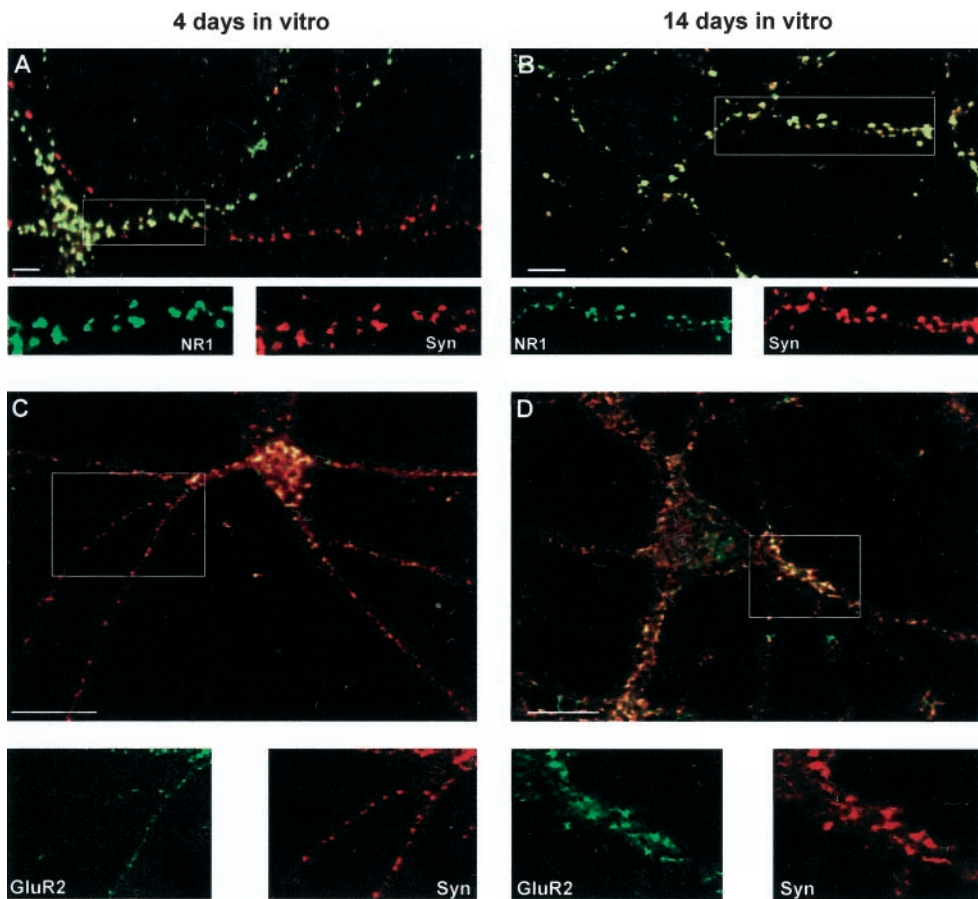 4 days in vitro
14 days in vitro
A
B
NR1
Syn
NR1
Syn
C
D
GluR2
Syn
GluR2
Syn